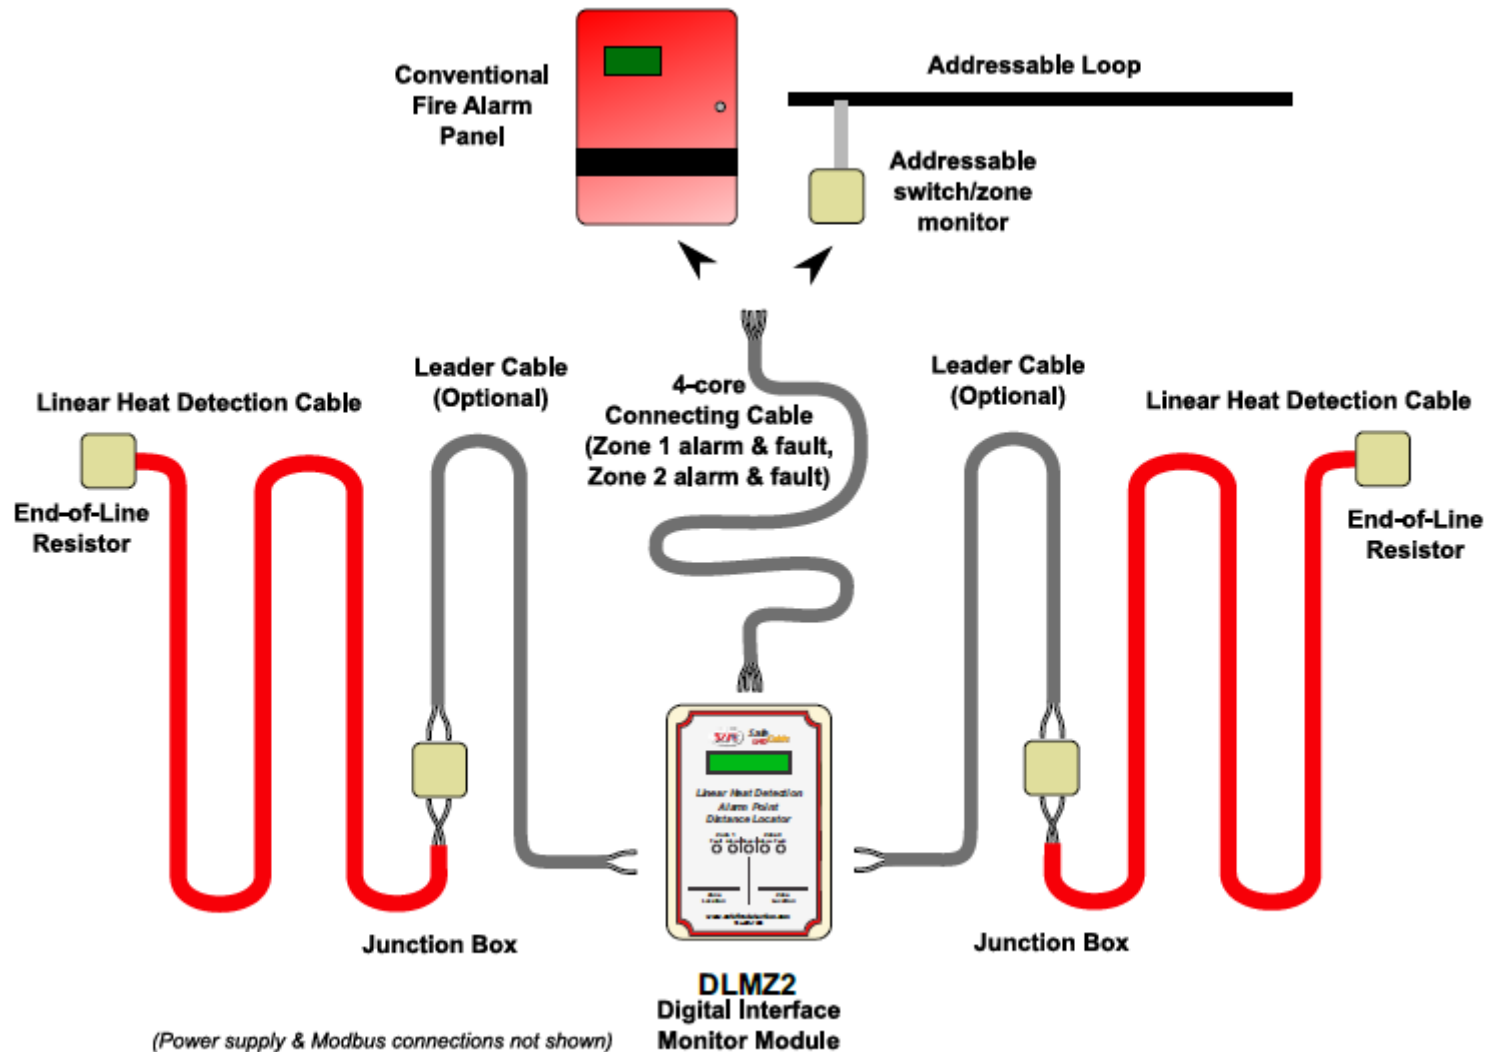 Conventional
Fire Alarm
Panel
Addressable Loop
Addressable
switch/zone
monitor
Leader Cable
(Optional)
4-core
Connecting Cable
(Zone 1 alarm & fault,
Zone 2 alarm & fault)
Leader Cable
(Optional)
Linear Heat Detection Cable
Linear Heat Detection Cable
End-of-Line
Resistor
End-of-Line
Resistor
Safe
Cable
Linear Heat Detection
Alarm Point
Distance Locator
Junction Box
Junction Box
DLMZ2
Digital Interface
Monitor Module
(Power supply & Modbus connections not shown)